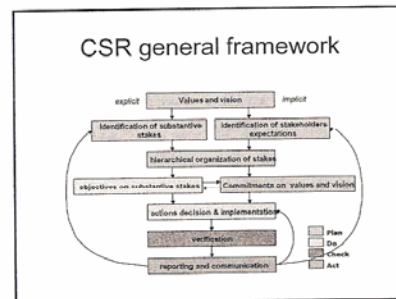 CSR general framework
explicit
Values and vision
implicit
Identification of substantive
stakes
Identification of stakeholders
expectations
hierarchical organization of stakes
objectives on substantive stakes
Commitments on values and vision
actions decision & implementation
verification
reporting and communication
Plan
Do
Check
Act